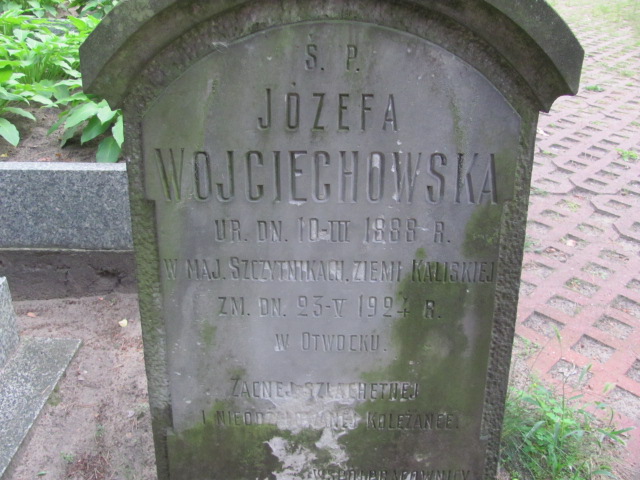 Ś. P.
JÓZEFA
WOJCIECHOWSKA
UR. DN. 10-III 1888 R.
W MAJ. SZCZYTNIKACH, ZIEMI KALISKIEJ
ZM. DN. 23-V 1924 R.
W OTWOCKU.
ZACNEJ, SZLACHETNEJ
I NIEODŻAŁOWANEJ KOLEŻANCE
WSPÓŁPRACOWNICY